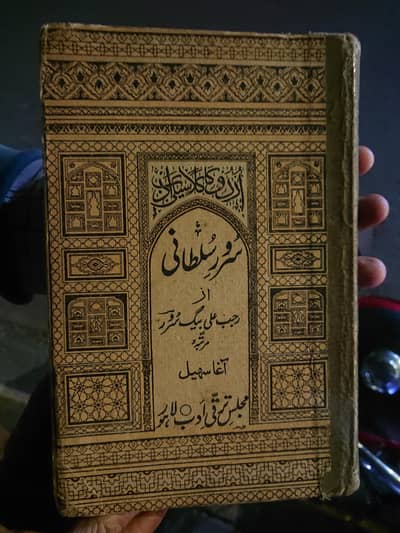 اردو کا کلاسیکی ادب
سرورِ سلطانی
از
رجب علی بیگ سرور
مرتبہ
آغا سہیل
مجلس ترقی ادب لاہور